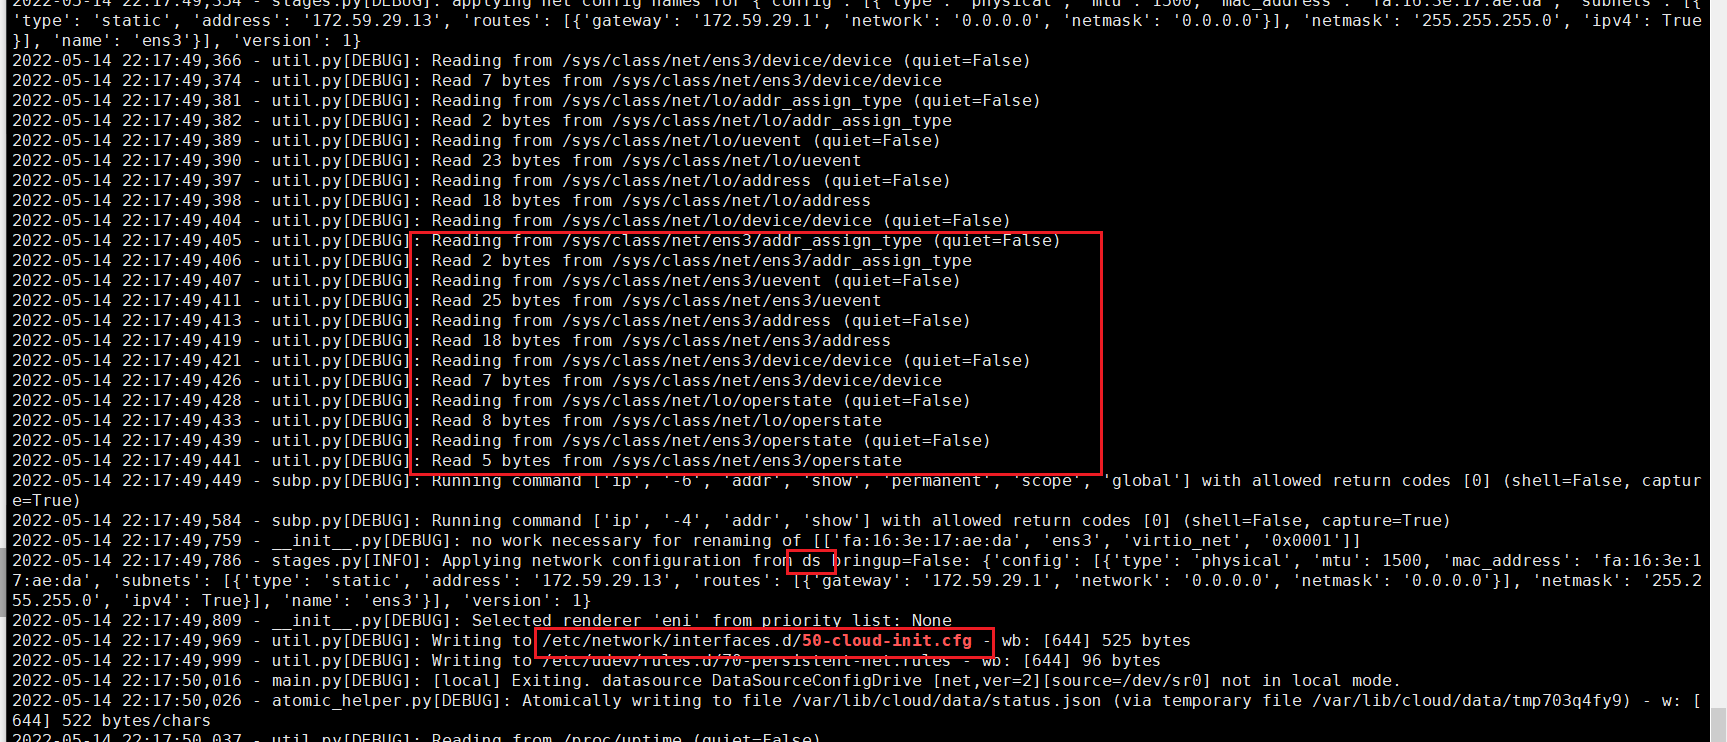 2022-05-14 22:17:49,354 - stages.py[DEBUG]: applying net config names for {'config': [{'type': 'physical', 'mtu': 1500, 'mac_address': 'fa:16:3e:17:ae:da', 'subnets': [{
'type': 'static', 'address': '172.59.29.13', 'routes': [{'gateway': '172.59.29.1', 'network': '0.0.0.0', 'netmask': '0.0.0.0'}], 'netmask': '255.255.255.0', 'ipv4': True
}], 'name': 'ens3'}], 'version': 1}
2022-05-14 22:17:49,366 - util.py[DEBUG]: Reading from /sys/class/net/ens3/device/device (quiet=False)
2022-05-14 22:17:49,374 - util.py[DEBUG]: Read 7 bytes from /sys/class/net/ens3/device/device
2022-05-14 22:17:49,381 - util.py[DEBUG]: Reading from /sys/class/net/lo/addr_assign_type (quiet=False)
2022-05-14 22:17:49,382 - util.py[DEBUG]: Read 2 bytes from /sys/class/net/lo/addr_assign_type
2022-05-14 22:17:49,389 - util.py[DEBUG]: Reading from /sys/class/net/lo/uevent (quiet=False)
2022-05-14 22:17:49,390 - util.py[DEBUG]: Read 23 bytes from /sys/class/net/lo/uevent
2022-05-14 22:17:49,397 - util.py[DEBUG]: Reading from /sys/class/net/lo/address (quiet=False)
2022-05-14 22:17:49,398 - util.py[DEBUG]: Read 18 bytes from /sys/class/net/lo/address
2022-05-14 22:17:49,404 - util.py[DEBUG]: Reading from /sys/class/net/lo/device/device (quiet=False)
2022-05-14 22:17:49,405 - util.py[DEBUG]: Reading from /sys/class/net/ens3/addr_assign_type (quiet=False)
2022-05-14 22:17:49,406 - util.py[DEBUG]: Read 2 bytes from /sys/class/net/ens3/addr_assign_type
2022-05-14 22:17:49,407 - util.py[DEBUG]: Reading from /sys/class/net/ens3/uevent (quiet=False)
2022-05-14 22:17:49,411 - util.py[DEBUG]: Read 25 bytes from /sys/class/net/ens3/uevent
2022-05-14 22:17:49,413 - util.py[DEBUG]: Reading from /sys/class/net/ens3/address (quiet=False)
2022-05-14 22:17:49,419 - util.py[DEBUG]: Read 18 bytes from /sys/class/net/ens3/address
2022-05-14 22:17:49,421 - util.py[DEBUG]: Reading from /sys/class/net/ens3/device/device (quiet=False)
2022-05-14 22:17:49,426 - util.py[DEBUG]: Read 7 bytes from /sys/class/net/ens3/device/device
2022-05-14 22:17:49,428 - util.py[DEBUG]: Reading from /sys/class/net/lo/operstate (quiet=False)
2022-05-14 22:17:49,433 - util.py[DEBUG]: Read 8 bytes from /sys/class/net/lo/operstate
2022-05-14 22:17:49,439 - util.py[DEBUG]: Reading from /sys/class/net/ens3/operstate (quiet=False)
2022-05-14 22:17:49,441 - util.py[DEBUG]: Read 5 bytes from /sys/class/net/ens3/operstate
2022-05-14 22:17:49,449 - subp.py[DEBUG]: Running command ['ip', '-6', 'addr', 'show', 'permanent', 'scope', 'global'] with allowed return codes [0] (shell=False, captur
e=True)
2022-05-14 22:17:49,584 - subp.py[DEBUG]: Running command ['ip', '-4', 'addr', 'show'] with allowed return codes [0] (shell=False, capture=True)
2022-05-14 22:17:49,759 - __init__.py[DEBUG]: no work necessary for renaming of [['fa:16:3e:17:ae:da', 'ens3', 'virtio_net', '0x0001']]
2022-05-14 22:17:49,786 - stages.py[INFO]: Applying network configuration from ds bringup=False: {'config': [{'type': 'physical', 'mtu': 1500, 'mac_address': 'fa:16:3e:1
7:ae:da', 'subnets': [{'type': 'static', 'address': '172.59.29.13', 'routes': [{'gateway': '172.59.29.1', 'network': '0.0.0.0', 'netmask': '0.0.0.0'}], 'netmask': '255.2
55.255.0', 'ipv4': True}], 'name': 'ens3'}], 'version': 1}
2022-05-14 22:17:49,809 - __init__.py[DEBUG]: Selected renderer 'eni' from priority list: None
2022-05-14 22:17:49,969 - util.py[DEBUG]: Writing to /etc/network/interfaces.d/50-cloud-init.cfg - wb: [644] 525 bytes
2022-05-14 22:17:49,999 - util.py[DEBUG]: Writing to /etc/udev/rules.d/70-persistent-net.rules - wb: [644] 96 bytes
2022-05-14 22:17:50,016 - main.py[DEBUG]: [local] Exiting. datasource DataSourceConfigDrive [net,ver=2][source=/dev/sr0] not in local mode.
2022-05-14 22:17:50,026 - atomic_helper.py[DEBUG]: Atomically writing to file /var/lib/cloud/data/status.json (via temporary file /var/lib/cloud/data/tmp703q4fy9) - w: [
644] 522 bytes/chars
2022-05-14 22:17:50,037 - util.py[DEBUG]: Reading from /proc/uptime (quiet=False)